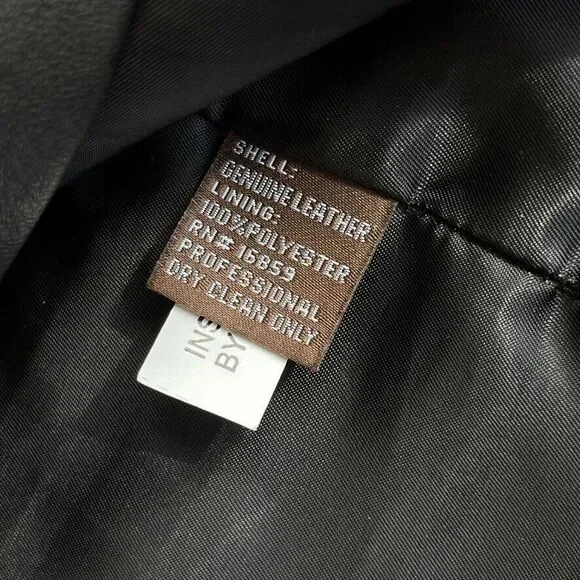 SHELL:
GENUINE LEATHER
LINING:
100% POLYESTER
RN# 16859
PROFESSIONAL
DRY CLEAN ONLY
INS
BY